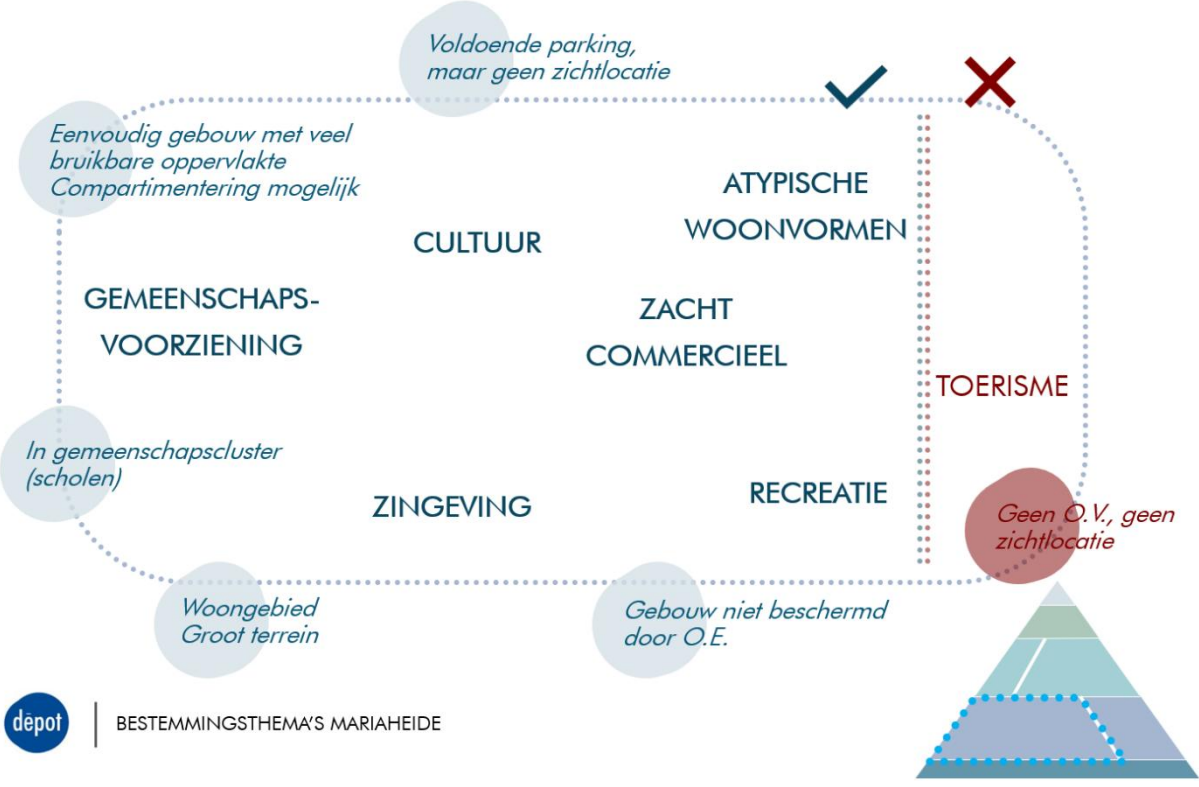 Voldoende parking,
maar geen zichtlocatie
Eenvoudig gebouw met veel
bruikbare oppervlakte
Compartimentering mogelijk
ATYPISCHE
WOONVORMEN
CULTUUR
GEMEENSCHAPS-
VOORZIENING
ZACHT
COMMERCIEEL
TOERISME
In gemeenschapscluster
(scholen)
ZINGEVING
RECREATIE
Geen O.V., geen
zichtlocatie
Woongebied
Groot terrein
Gebouw niet beschermd
door O.E.
dēpot
BESTEMMINGSTHEMA'S MARIAHEIDE